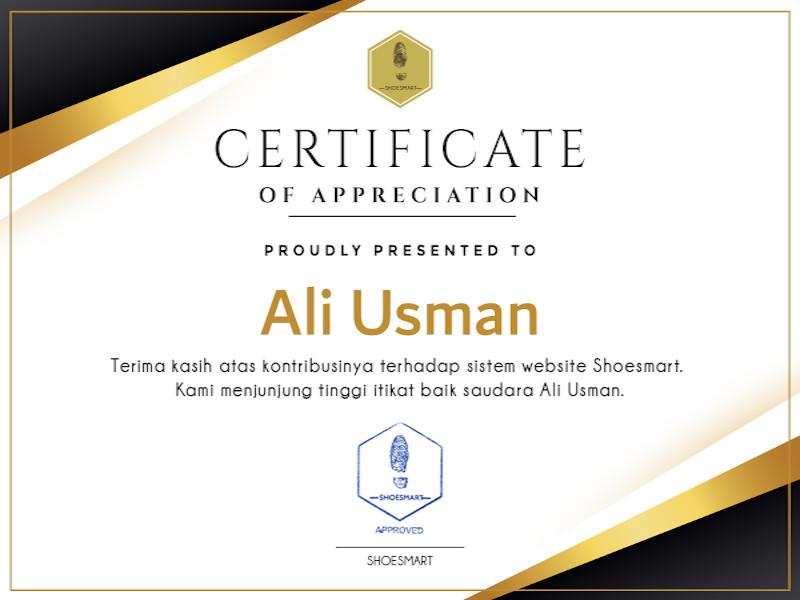 SHOESMART
CERTIFICATE
OF APPRECIATION
PROUDLY PRESENTED TO
Ali Usman
Terima kasih atas kontribusinya terhadap sistem website Shoesmart.
Kami menjunjung tinggi itikat baik saudara Ali Usman.
SHOESMART
APPROVED
SHOESMART